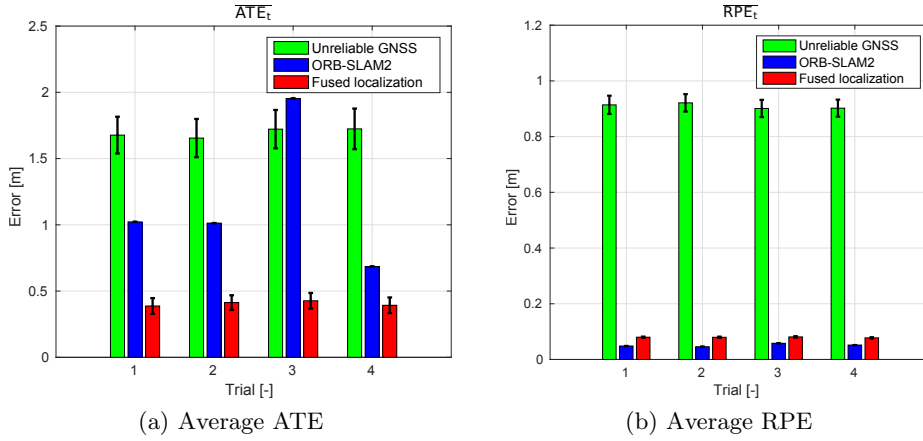 ATE_t
2.5
2
1.5
1
0.5
0
Error [m]
Unreliable GNSS
ORB-SLAM2
Fused localization
1 2 3 4
Trial [-]
(a) Average ATE
RPE_t
1.2
1
0.8
0.6
0.4
0.2
0
Error [m]
Unreliable GNSS
ORB-SLAM2
Fused localization
1 2 3 4
Trial [-]
(b) Average RPE